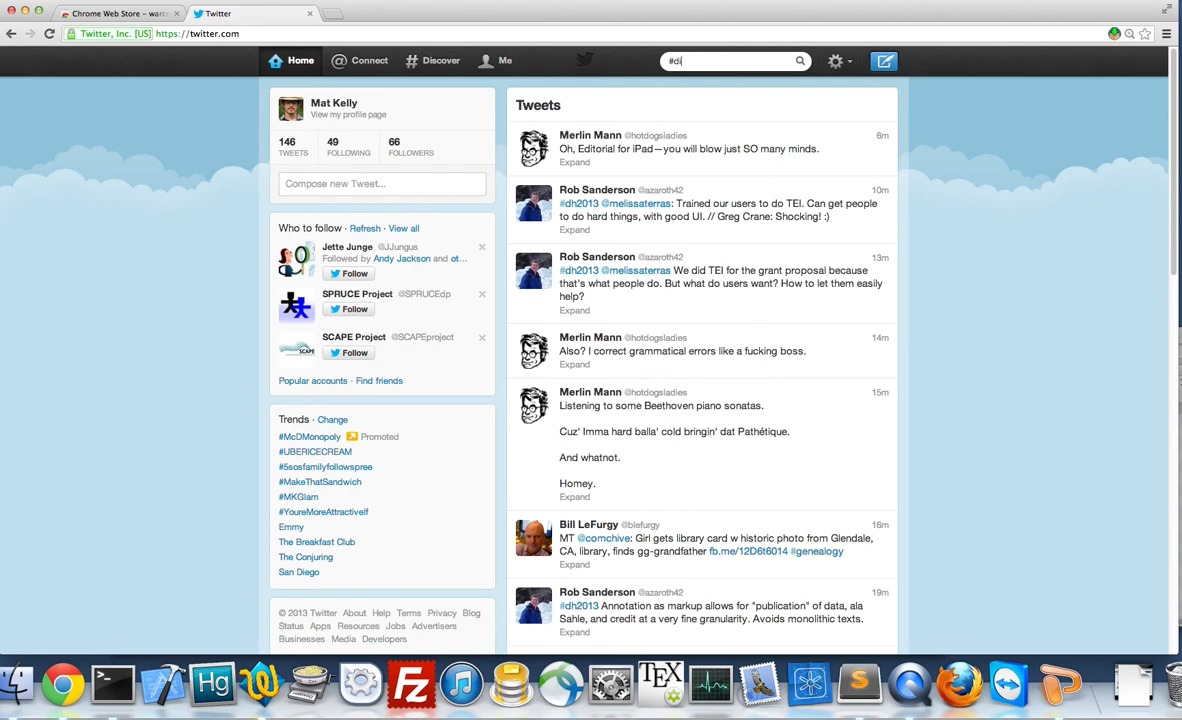 Chrome Web Store – warc
Twitter
Twitter, Inc. [US] https://twitter.com
Home
Connect
Discover
Me
#di
Mat Kelly
View my profile page
146 49 66
TWEETS FOLLOWING FOLLOWERS
Compose new Tweet...
Who to follow · Refresh · View all
Jette Junge @JJungus
Followed by Andy Jackson and ot...
Follow
SPRUCE Project @SPRUCEdp
Follow
SCAPE Project @SCAPEproject
Follow
Popular accounts · Find friends
Trends · Change
#McDMonopoly Promoted
#UBERICECREAM
#5sosfamilyfollowspree
#MakeThatSandwich
#MKGlam
#YoureMoreAttractiveIf
Emmy
The Breakfast Club
The Conjuring
San Diego
© 2013 Twitter About Help Terms Privacy Blog
Status Apps Resources Jobs Advertisers
Businesses Media Developers
Tweets
Merlin Mann @hotdogsladies 6m
Oh, Editorial for iPad—you will blow just SO many minds.
Expand
Rob Sanderson @azaroth42 10m
#dh2013 @melissaterras: Trained our users to do TEI. Can get people
to do hard things, with good UI. // Greg Crane: Shocking! :)
Expand
Rob Sanderson @azaroth42 13m
#dh2013 @melissaterras We did TEI for the grant proposal because
that's what people do. But what do users want? How to let them easily
help?
Expand
Merlin Mann @hotdogsladies 14m
Also? I correct grammatical errors like a fucking boss.
Expand
Merlin Mann @hotdogsladies 15m
Listening to some Beethoven piano sonatas.
Cuz' Imma hard balla' cold bringin' dat Pathétique.
And whatnot.
Homey.
Expand
Bill LeFurgy @blefurgy 16m
MT @comchive: Girl gets library card w historic photo from Glendale,
CA, library, finds gg-grandfather fb.me/12D6t6014 #genealogy
Expand
Rob Sanderson @azaroth42 19m
#dh2013 Annotation as markup allows for "publication" of data, ala
Sahle, and credit at a very fine granularity. Avoids monolithic texts.
Expand
Hg
FZ
TEX
S